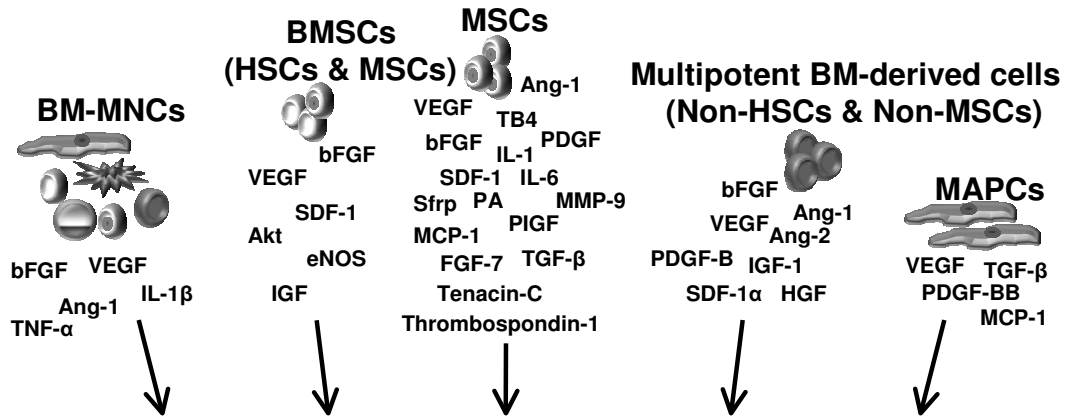 BM-MNCs
bFGF VEGF
Ang-1 IL-1β
TNF-α
BMSCs
(HSCs & MSCs)
bFGF
VEGF
SDF-1
Akt
eNOS
IGF
MSCs
Ang-1
VEGF
TB4
bFGF PDGF
IL-1
SDF-1 IL-6
Sfrp PA MMP-9
PIGF
MCP-1
FGF-7 TGF-β
Tenacin-C
Thrombospondin-1
Multipotent BM-derived cells
(Non-HSCs & Non-MSCs)
bFGF
Ang-1
VEGF
Ang-2
PDGF-B IGF-1
SDF-1α HGF
MAPCs
VEGF TGF-β
PDGF-BB
MCP-1